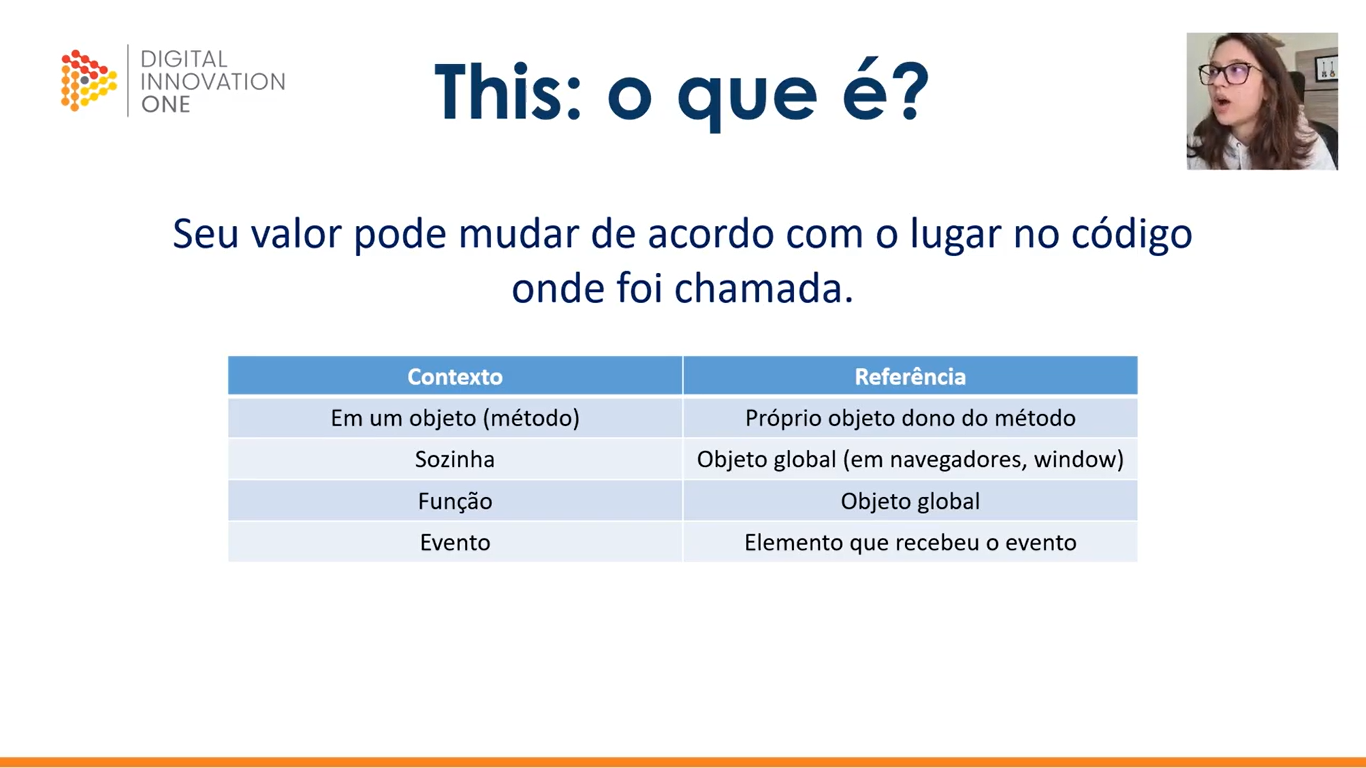 DIGITAL
INNOVATION
ONE
This: o que é?
Seu valor pode mudar de acordo com o lugar no código
onde foi chamada.
Contexto Referência
Em um objeto (método) Próprio objeto dono do método
Sozinha Objeto global (em navegadores, window)
Função Objeto global
Evento Elemento que recebeu o evento